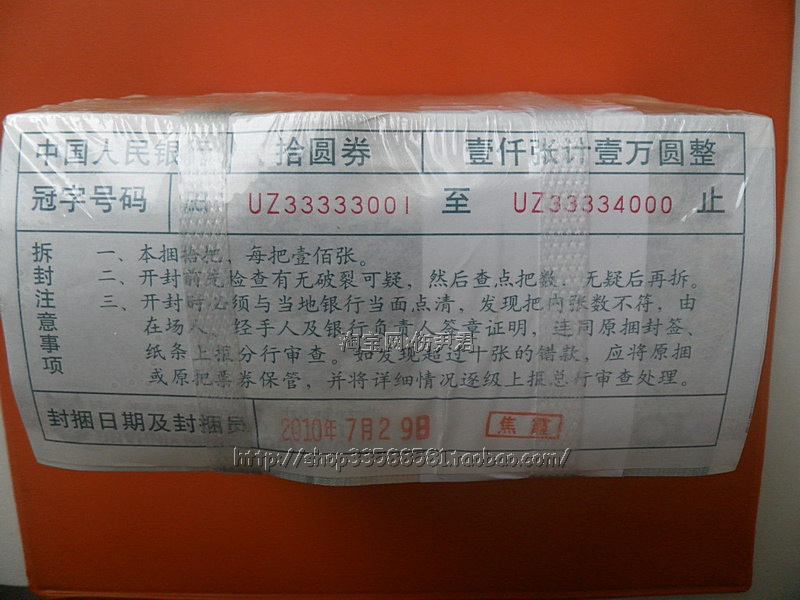 中国人民银行 拾圆券 壹仟张计壹万圆整
冠字号码 照 UZ33333001 至 UZ33334000 止
拆封注意事项
一、本捆拾把，每把壹佰张。
二、开封前先检查有无破裂可疑，然后查点把数，无疑后再拆。
三、开封时必须与当地银行当面点清，发现把内张数不符，由
在场人、经手人及银行负责人签章证明，连同原捆封签、
纸条上报分行审查。如发现超过十张的错款，应将原捆
或原把票券保管，并将详细情况逐级上报总行审查处理。
淘宝网:伤尹君
封捆日期及封捆员 2010年7月29日 焦霞
http://shop33568561.taobao.com/